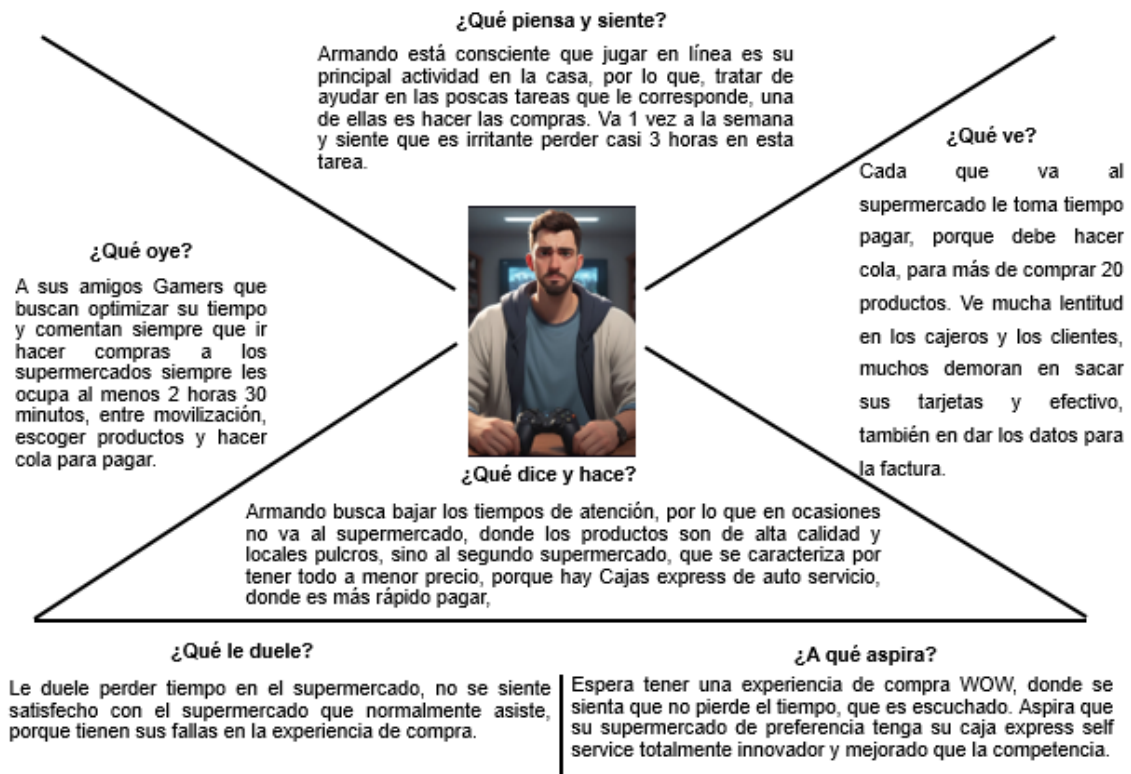 ¿Qué piensa y siente?
Armando está consciente que jugar en línea es su
principal actividad en la casa, por lo que, tratar de
ayudar en las poscas tareas que le corresponde, una
de ellas es hacer las compras. Va 1 vez a la semana
y siente que es irritante perder casi 3 horas en esta
tarea.
¿Qué ve?
Cada que va al
supermercado le toma tiempo
pagar, porque debe hacer
cola, para más de comprar 20
productos. Ve mucha lentitud
en los cajeros y los clientes,
muchos demoran en sacar
sus tarjetas y efectivo,
también en dar los datos para
la factura.
¿Qué oye?
A sus amigos Gamers que
buscan optimizar su tiempo
y comentan siempre que ir
hacer compras a los
supermercados siempre les
ocupa al menos 2 horas 30
minutos, entre movilización,
escoger productos y hacer
cola para pagar.
¿Qué dice y hace?
Armando busca bajar los tiempos de atención, por lo que en ocasiones
no va al supermercado, donde los productos son de alta calidad y
locales pulcros, sino al segundo supermercado, que se caracteriza por
tener todo a menor precio, porque hay Cajas express de auto servicio,
donde es más rápido pagar,
¿Qué le duele?
Le duele perder tiempo en el supermercado, no se siente
satisfecho con el supermercado que normalmente asiste,
porque tienen sus fallas en la experiencia de compra.
¿A qué aspira?
Espera tener una experiencia de compra WOW, donde se
sienta que no pierde el tiempo, que es escuchado. Aspira que
su supermercado de preferencia tenga su caja express self
service totalmente innovador y mejorado que la competencia.